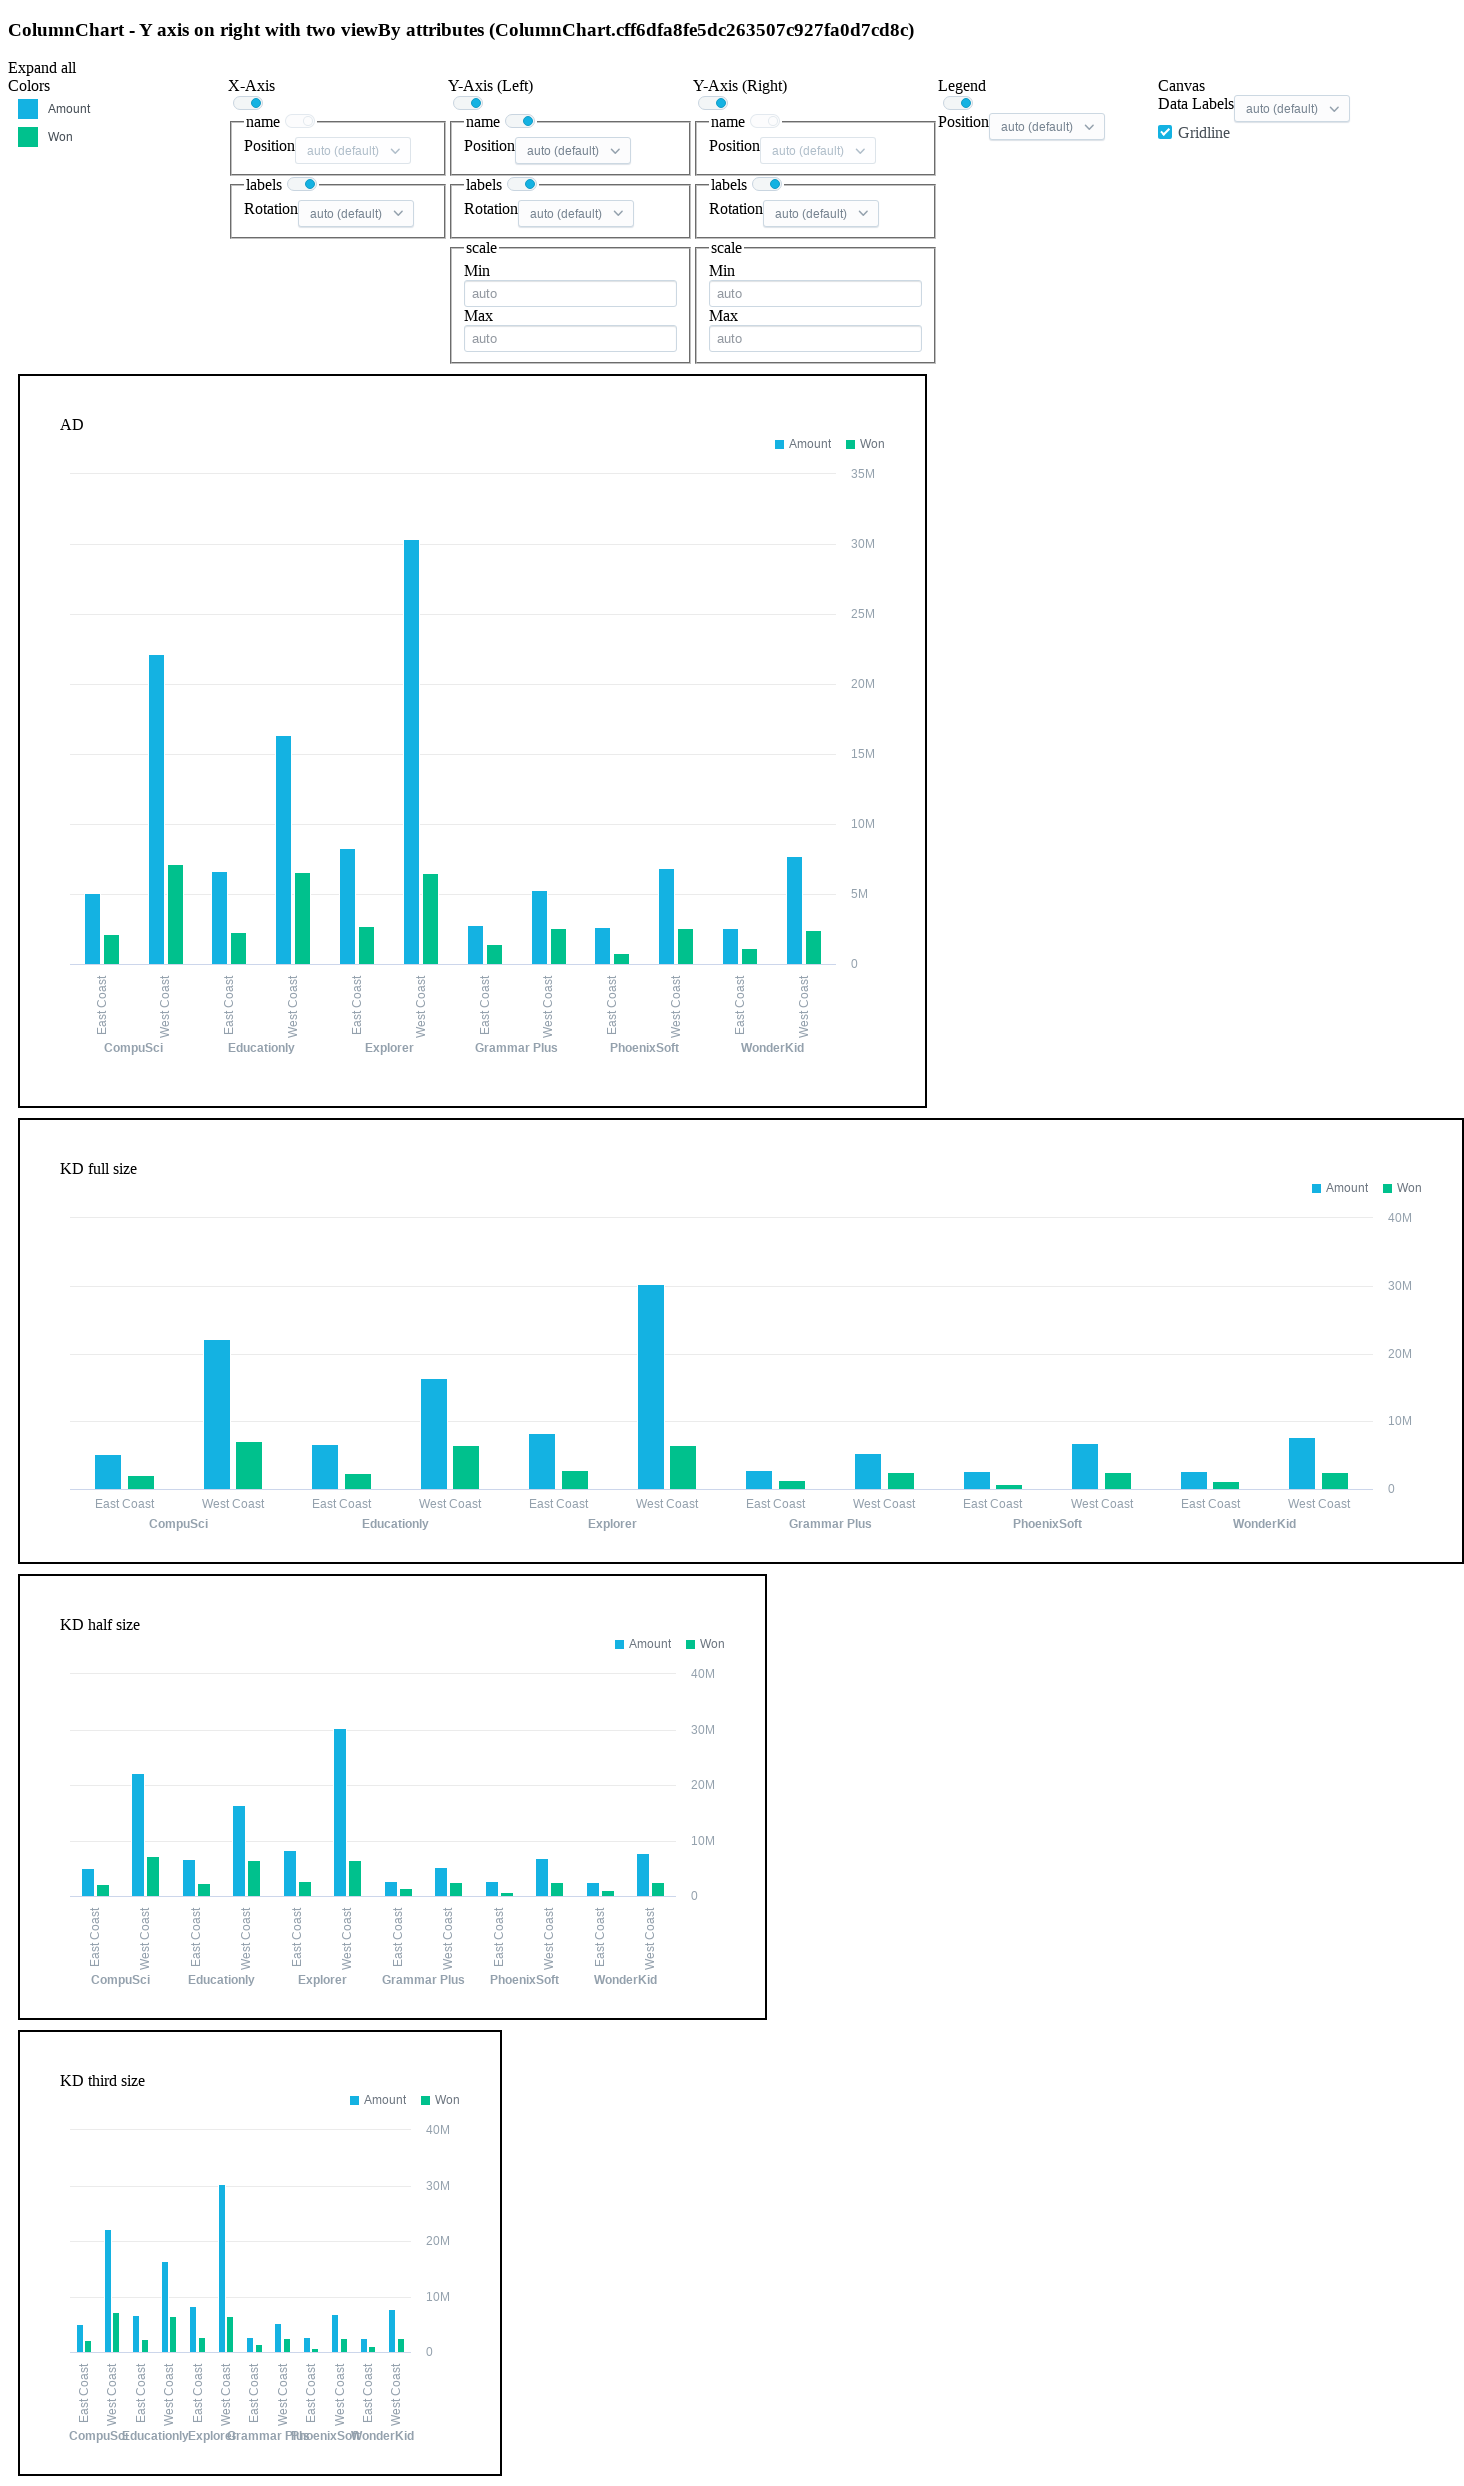 ColumnChart - Y axis on right with two viewBy attributes (ColumnChart.cff6dfa8fe5dc263507c927fa0d7cd8c)
Expand all
Colors
Amount
Won
X-Axis
name
Position auto (default)
labels
Rotation auto (default)
Y-Axis (Left)
name
Position auto (default)
labels
Rotation auto (default)
scale
Min
auto
Max
auto
Y-Axis (Right)
name
Position auto (default)
labels
Rotation auto (default)
scale
Min
auto
Max
auto
Legend
Position auto (default)
Canvas
Data Labels auto (default)
Gridline
AD
Amount Won
35M
30M
25M
20M
15M
10M
5M
0
East Coast West Coast East Coast West Coast East Coast West Coast East Coast West Coast East Coast West Coast East Coast West Coast
CompuSci Educationly Explorer Grammar Plus PhoenixSoft WonderKid
KD full size
Amount Won
40M
30M
20M
10M
0
East Coast West Coast East Coast West Coast East Coast West Coast East Coast West Coast East Coast West Coast East Coast West Coast
CompuSci Educationly Explorer Grammar Plus PhoenixSoft WonderKid
KD half size
Amount Won
40M
30M
20M
10M
0
East Coast West Coast East Coast West Coast East Coast West Coast East Coast West Coast East Coast West Coast East Coast West Coast
CompuSci Educationly Explorer Grammar Plus PhoenixSoft WonderKid
KD third size
Amount Won
40M
30M
20M
10M
0
East Coast West Coast East Coast West Coast East Coast West Coast East Coast West Coast East Coast West Coast East Coast West Coast
CompuSci Educationly Explorer Grammar Plus PhoenixSoft WonderKid